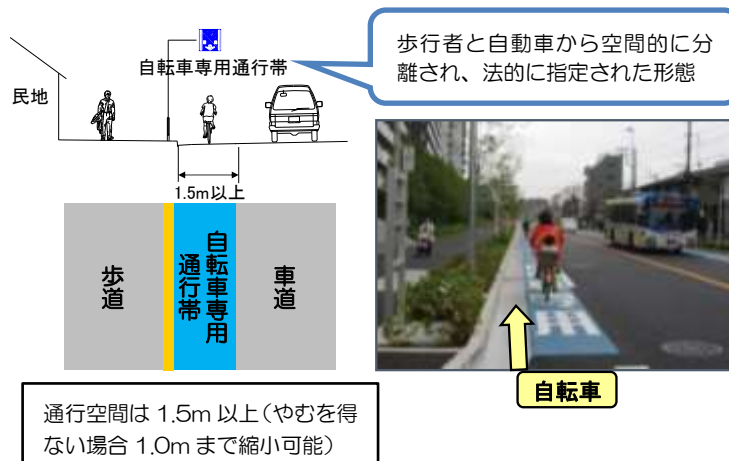 自転車専用通行帯
民地
1.5m以上
歩行者と自動車から空間的に分
離され、法的に指定された形態
歩道
自転車専用
通行帯
車道
自転車
通行空間は 1.5m 以上(やむを得
ない場合 1.0m まで縮小可能)